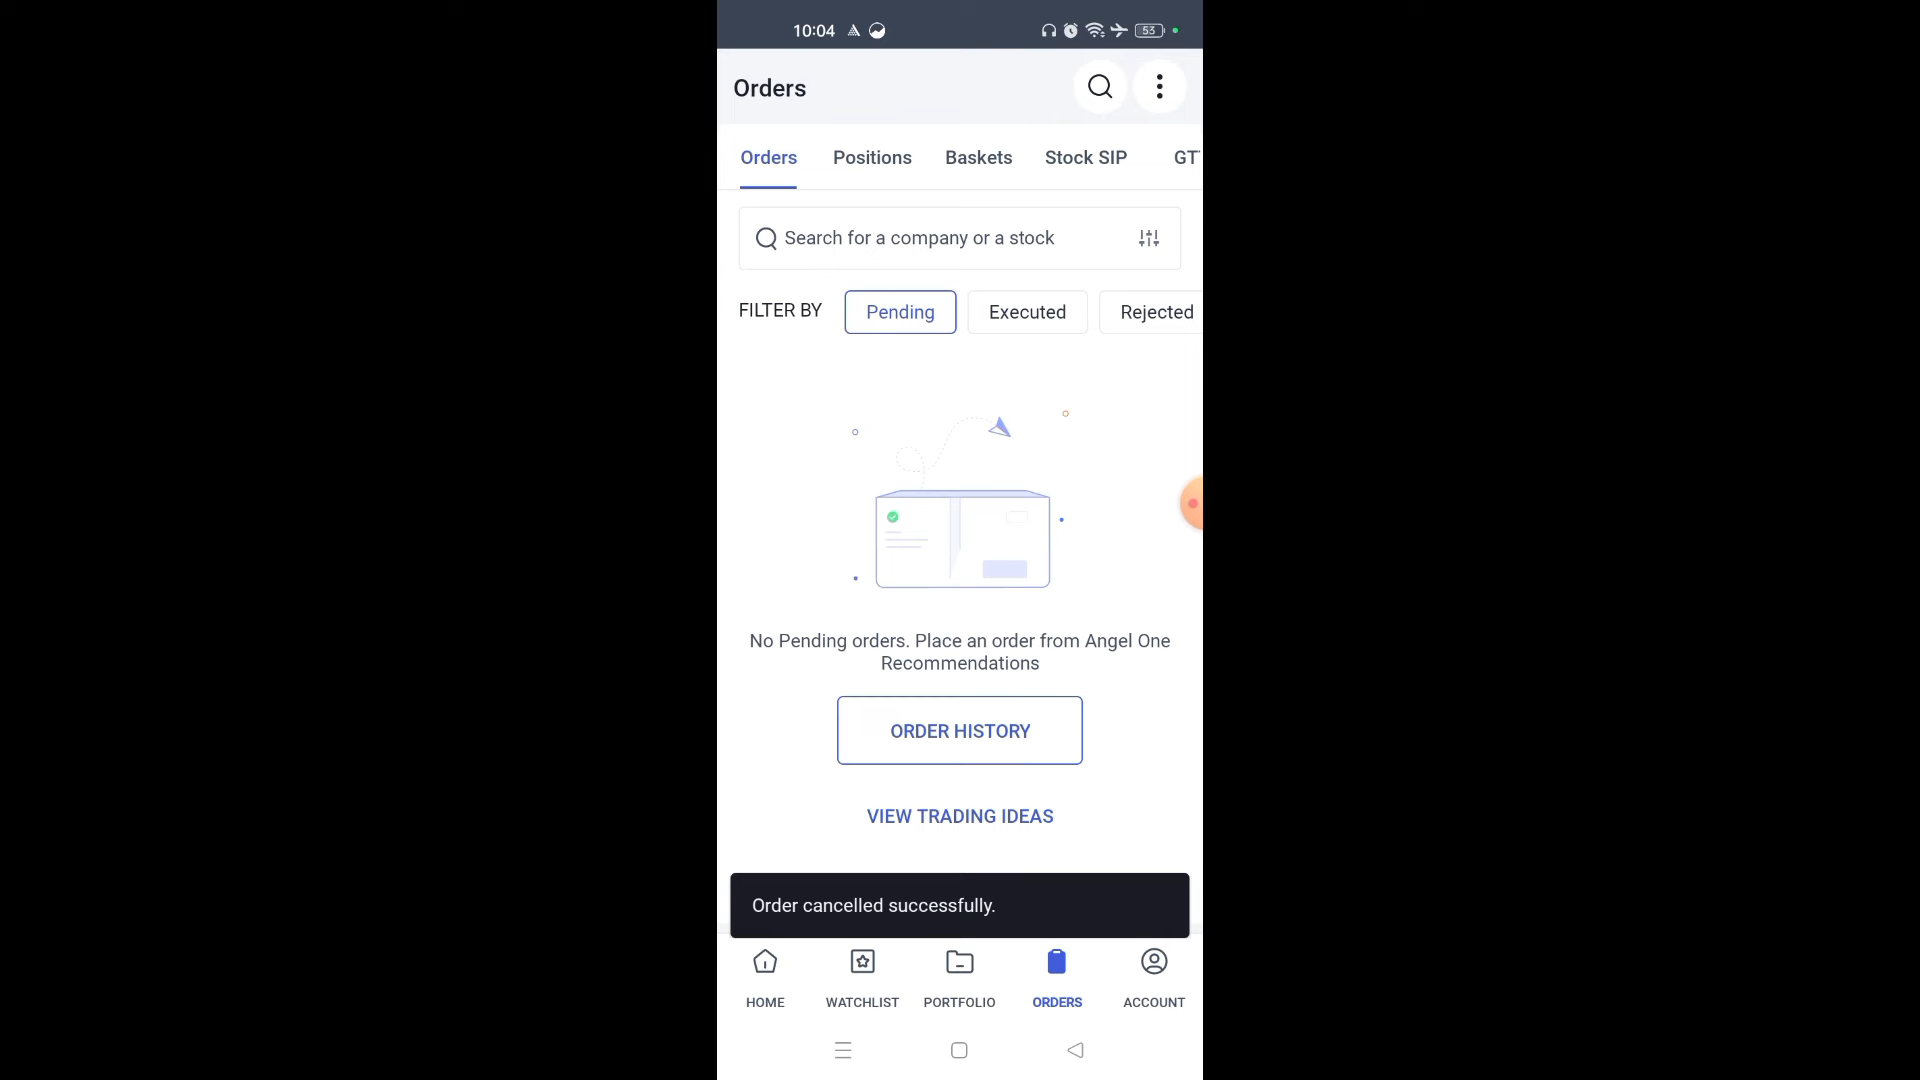 10:04
53
Orders
Orders Positions Baskets Stock SIP GT
Search for a company or a stock
FILTER BY Pending Executed Rejected
No Pending orders. Place an order from Angel One
Recommendations
ORDER HISTORY
VIEW TRADING IDEAS
Order cancelled successfully.
HOME WATCHLIST PORTFOLIO ORDERS ACCOUNT